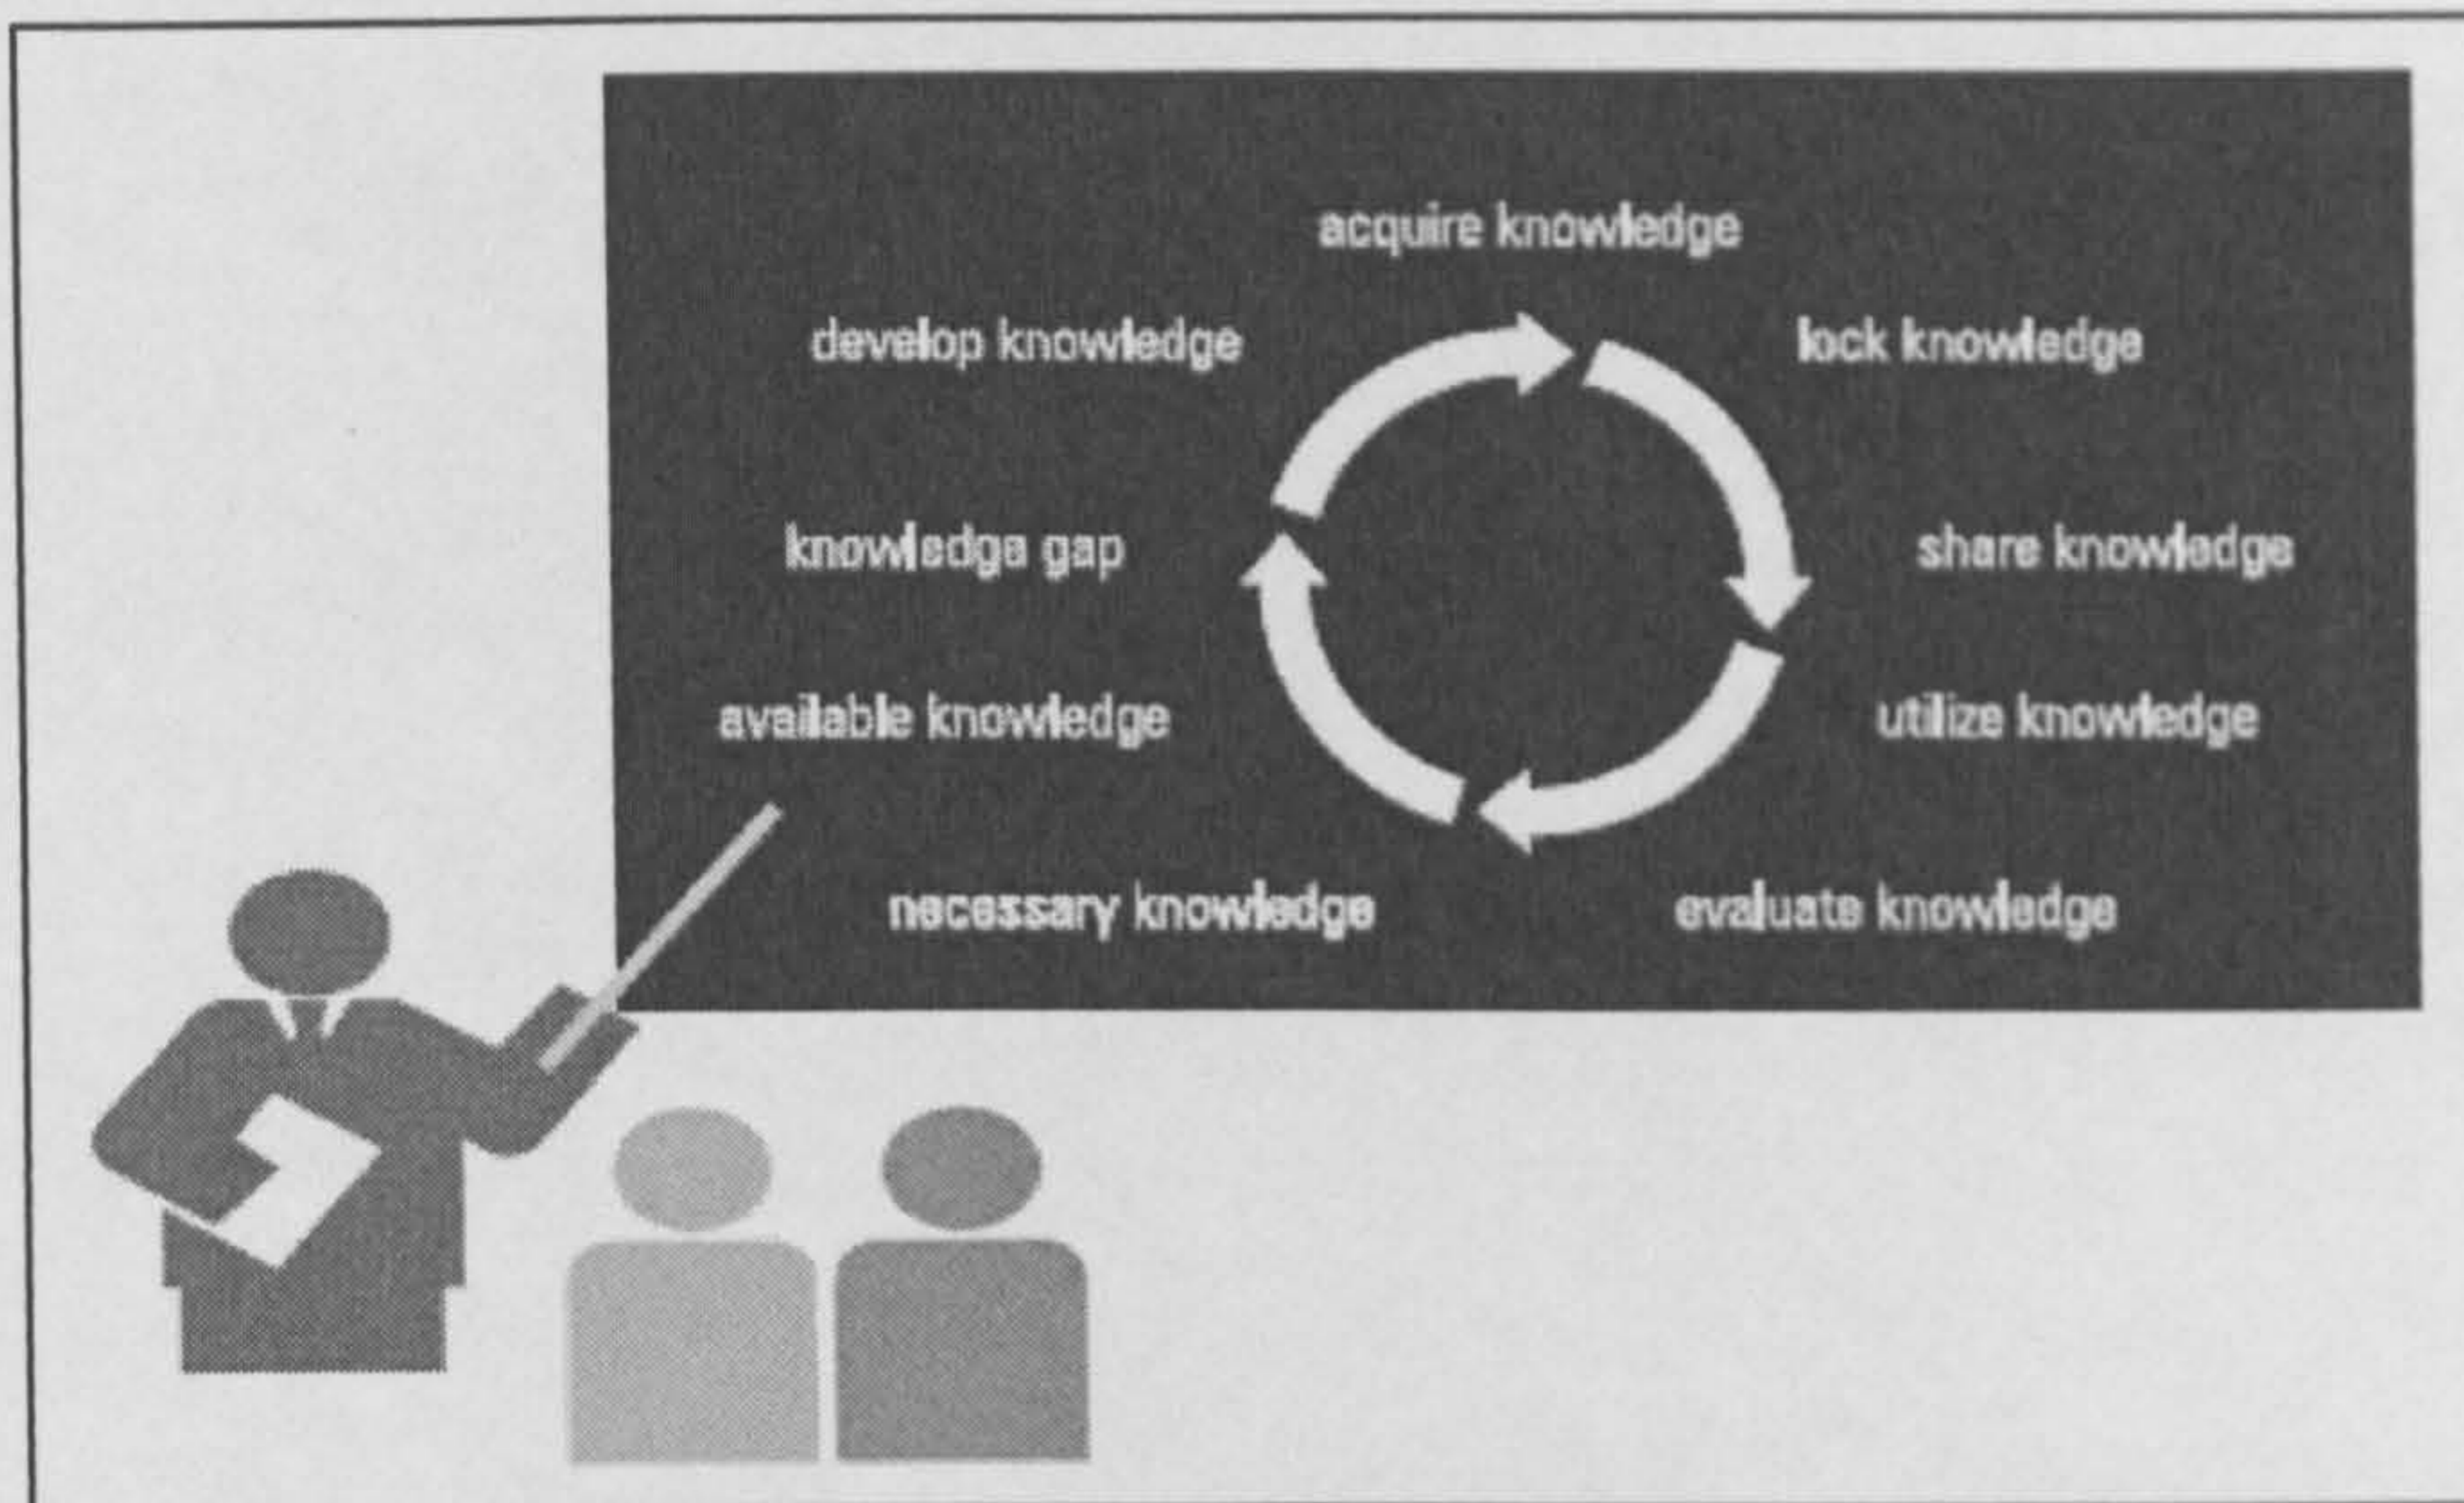 acquire knowledge
develop knowledge
lock knowledge
knowledge gap
share knowledge
available knowledge
utilize knowledge
necessary knowledge
evaluate knowledge